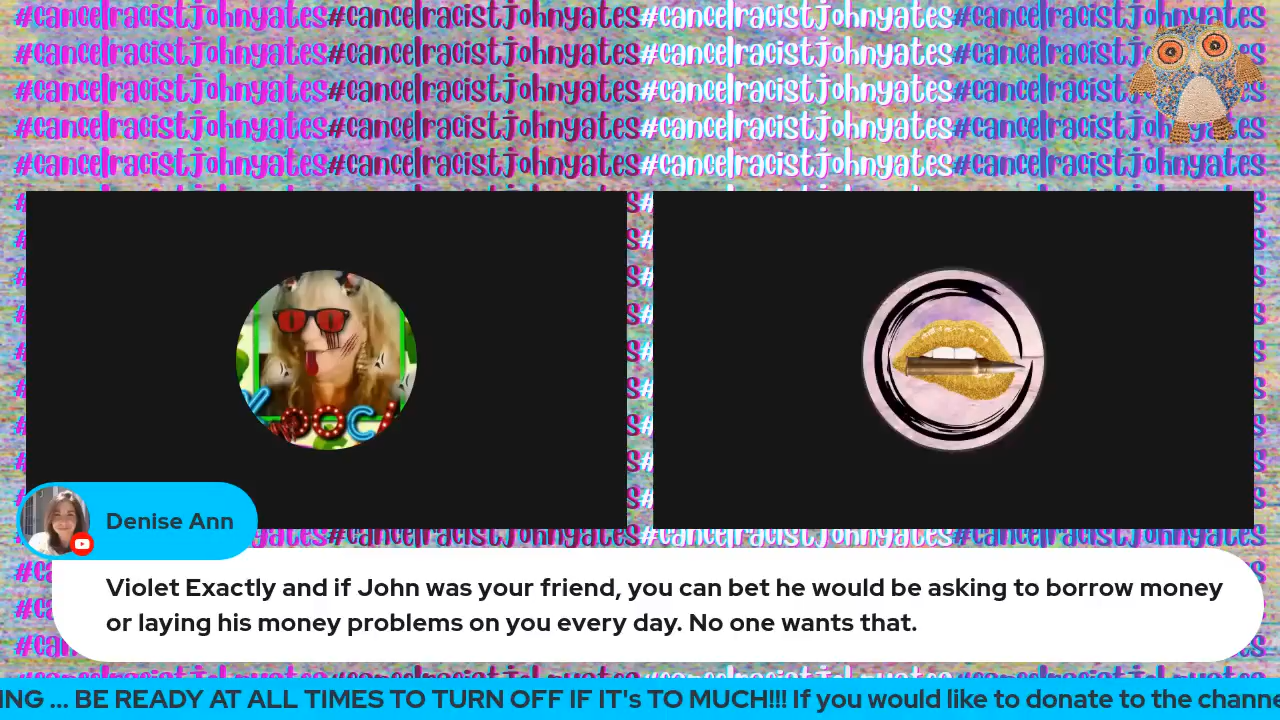 #cancelracistjohnyates#cancelracistjohnyates#cancelracistjohnyates#cancelracistjohnyates
#cancelracistjohnyates#cancelracistjohnyates#cancelracistjohnyates#cancelracistjohnyates
#cancelracistjohnyates#cancelracistjohnyates#cancelracistjohnyates#cancelracistjohnyates
#cancelracistjohnyates#cancelracistjohnyates#cancelracistjohnyates#cancelracistjohnyates
#cancelracistjohnyates#cancelracistjohnyates#cancelracistjohnyates#cancelracistjohnyates
Denise Ann
Violet Exactly and if John was your friend, you can bet he would be asking to borrow money
or laying his money problems on you every day. No one wants that.
ING ... BE READY AT ALL TIMES TO TURN OFF IF IT's TO MUCH!!! If you would like to donate to the channe